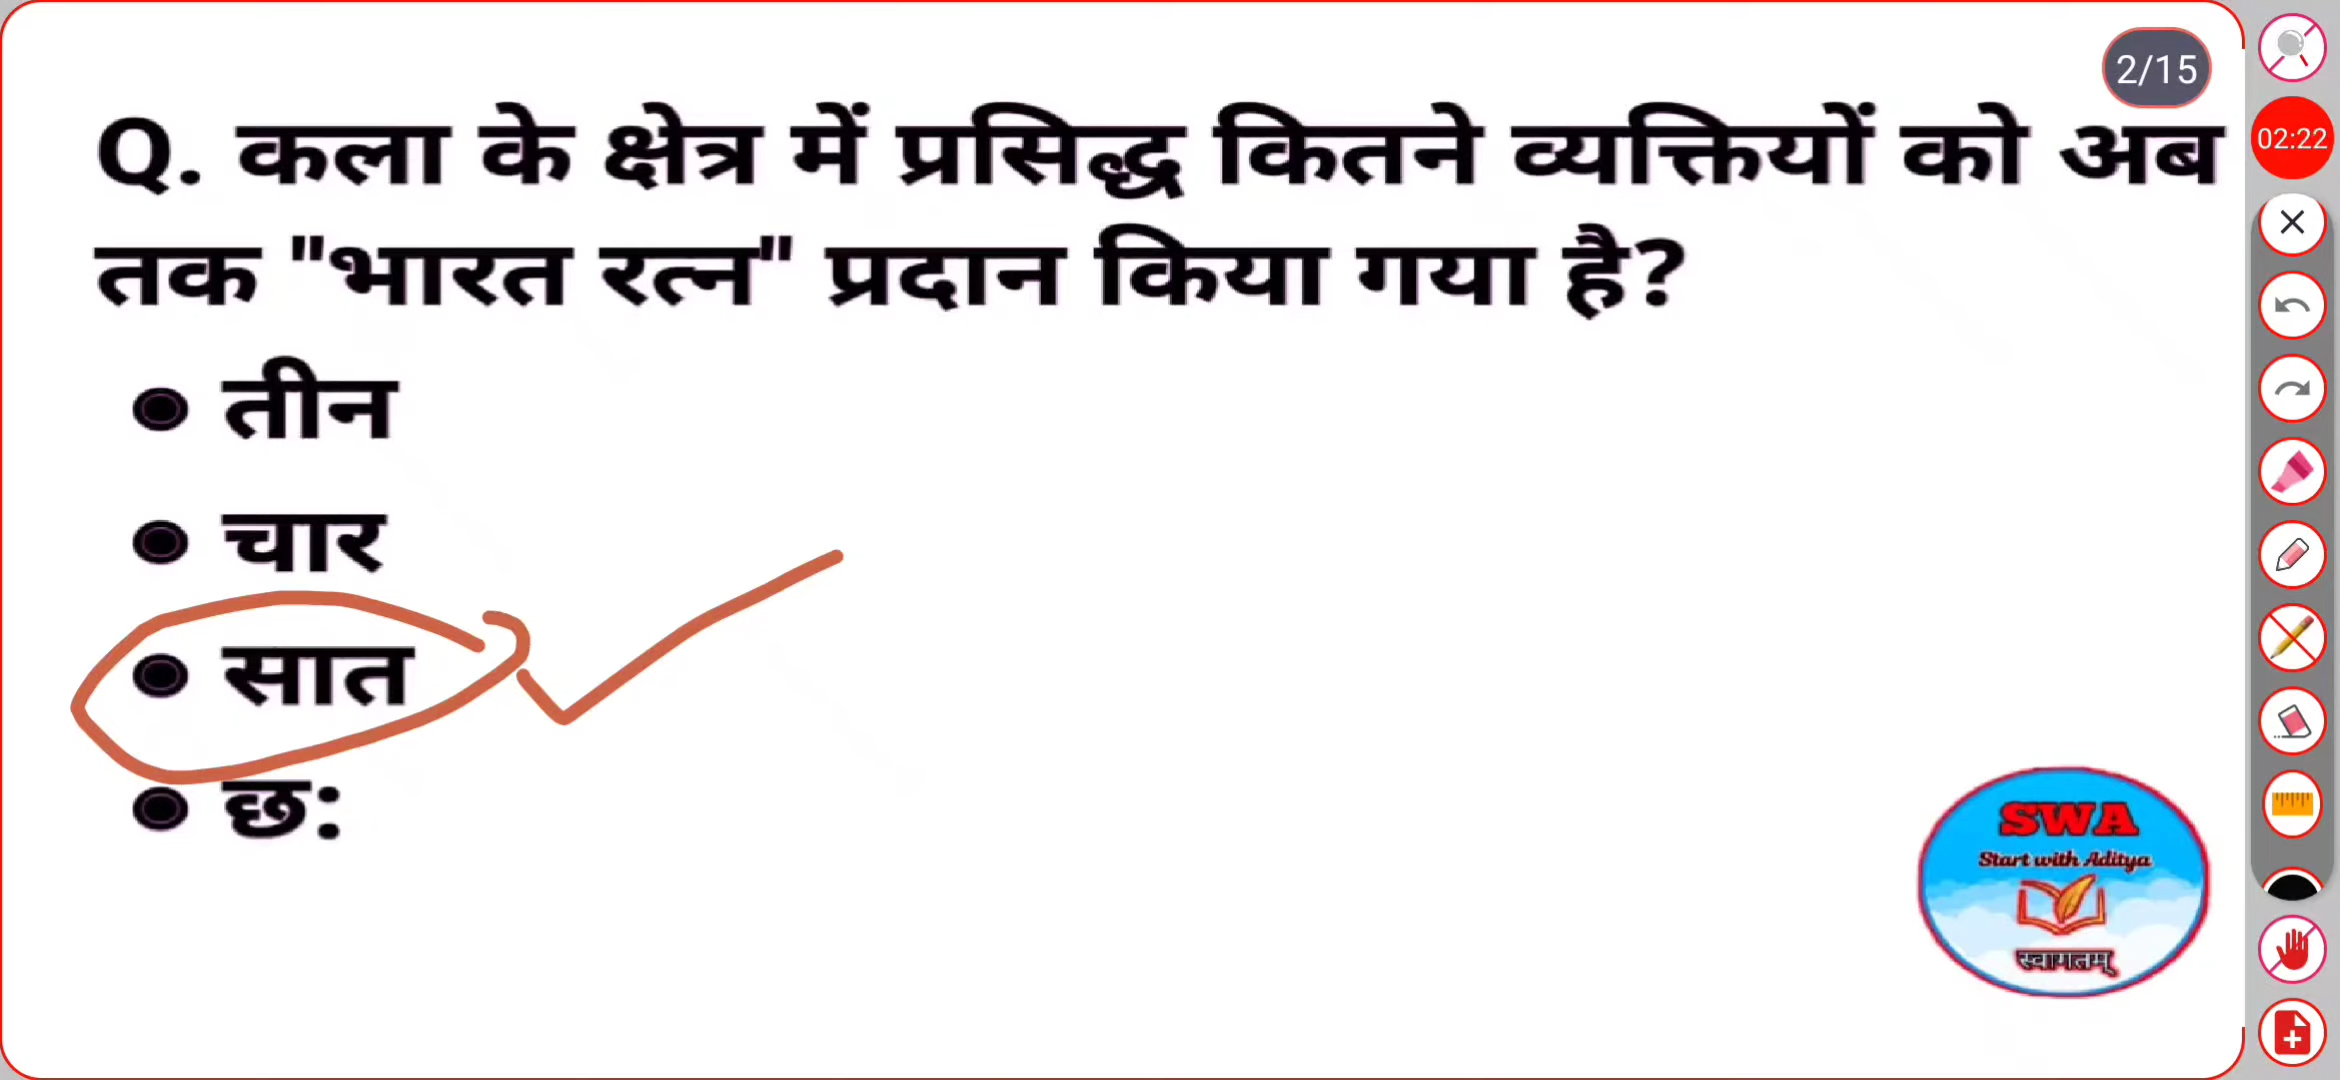 2/15
Q. कला के क्षेत्र में प्रसिद्ध कितने व्यक्तियों को अब
02:22
तक "भारत रत्न" प्रदान किया गया है?
तीन
चार
सात
छ:
SWA
Start with Aditya
स्वागतम्